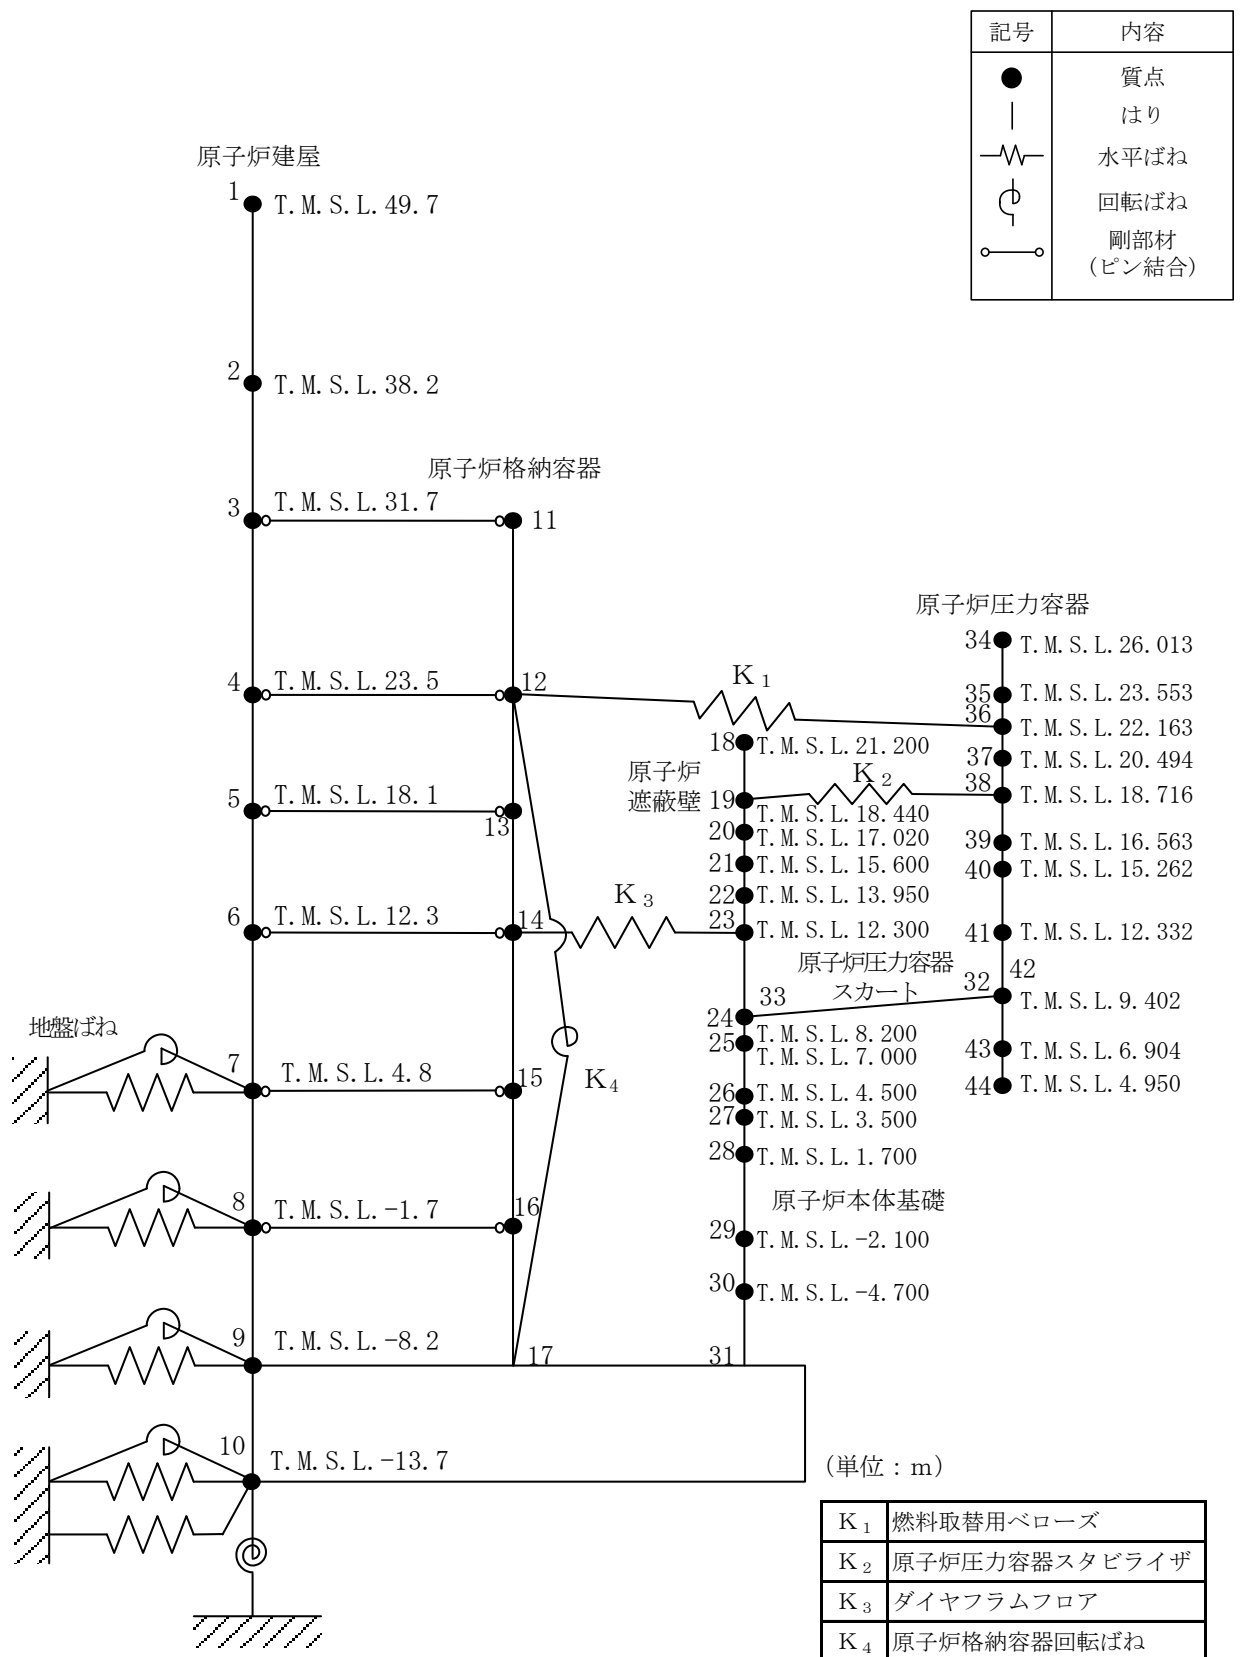 記号 内容
質点
はり
水平ばね
回転ばね
剛部材
(ピン結合)
原子炉建屋
1 T.M.S.L.49.7
2 T.M.S.L.38.2
原子炉格納容器
3 T.M.S.L.31.7 11
原子炉圧力容器
34 T.M.S.L.26.013
4 T.M.S.L.23.5 12 K1
35 T.M.S.L.23.553
36 T.M.S.L.22.163
18 T.M.S.L.21.200
37 T.M.S.L.20.494
原子炉
遮蔽壁
K2
38 T.M.S.L.18.716
5 T.M.S.L.18.1 13
19 T.M.S.L.18.440
20 T.M.S.L.17.020
39 T.M.S.L.16.563
21 T.M.S.L.15.600
40 T.M.S.L.15.262
22 T.M.S.L.13.950
K3
6 T.M.S.L.12.3 14
23 T.M.S.L.12.300
41 T.M.S.L.12.332
原子炉圧力容器
スカート
33
32 42
T.M.S.L.9.402
24 T.M.S.L.8.200
25 T.M.S.L.7.000
43 T.M.S.L.6.904
地盤ばね
7 T.M.S.L.4.8 15
K4
44 T.M.S.L.4.950
26 T.M.S.L.4.500
27 T.M.S.L.3.500
28 T.M.S.L.1.700
原子炉本体基礎
8 T.M.S.L.-1.7 16
29 T.M.S.L.-2.100
30 T.M.S.L.-4.700
9 T.M.S.L.-8.2 17 31
10 T.M.S.L.-13.7
(単位:m)
K1 燃料取替用ベローズ
K2 原子炉圧力容器スタビライザ
K3 ダイヤフラムフロア
K4 原子炉格納容器回転ばね